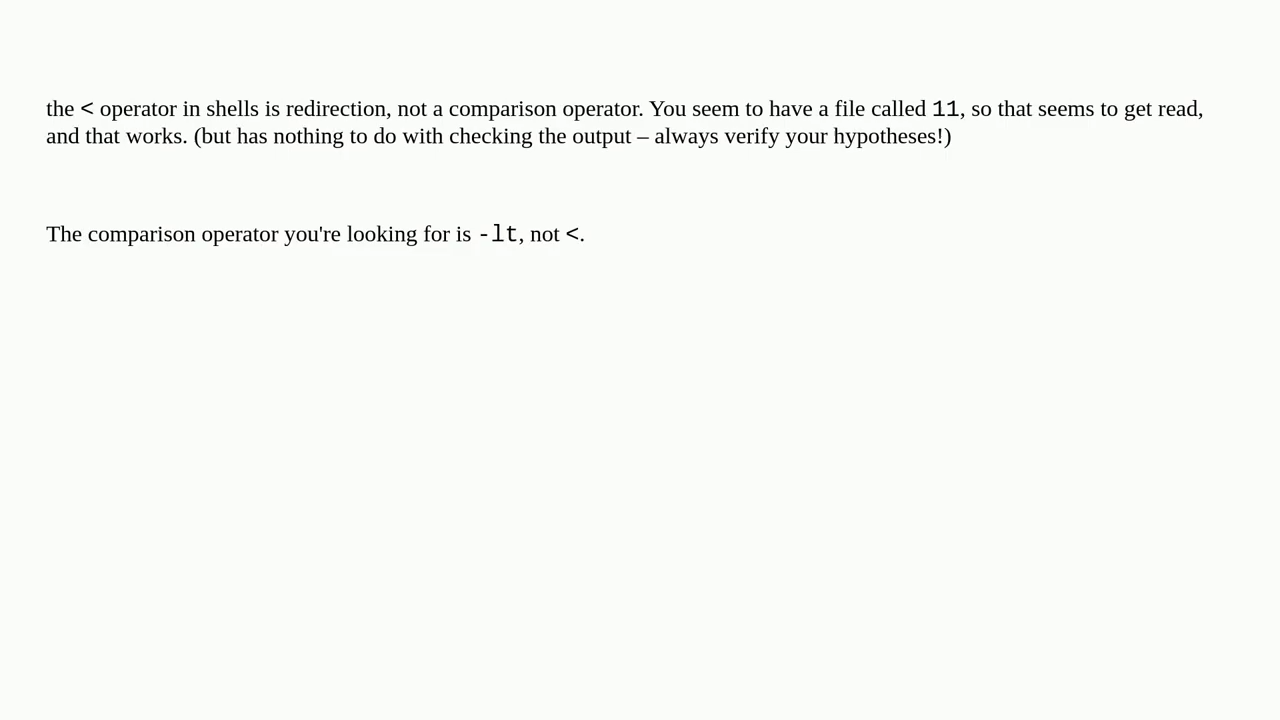 the < operator in shells is redirection, not a comparison operator. You seem to have a file called 11, so that seems to get read,
and that works. (but has nothing to do with checking the output – always verify your hypotheses!)
The comparison operator you're looking for is -lt, not <.